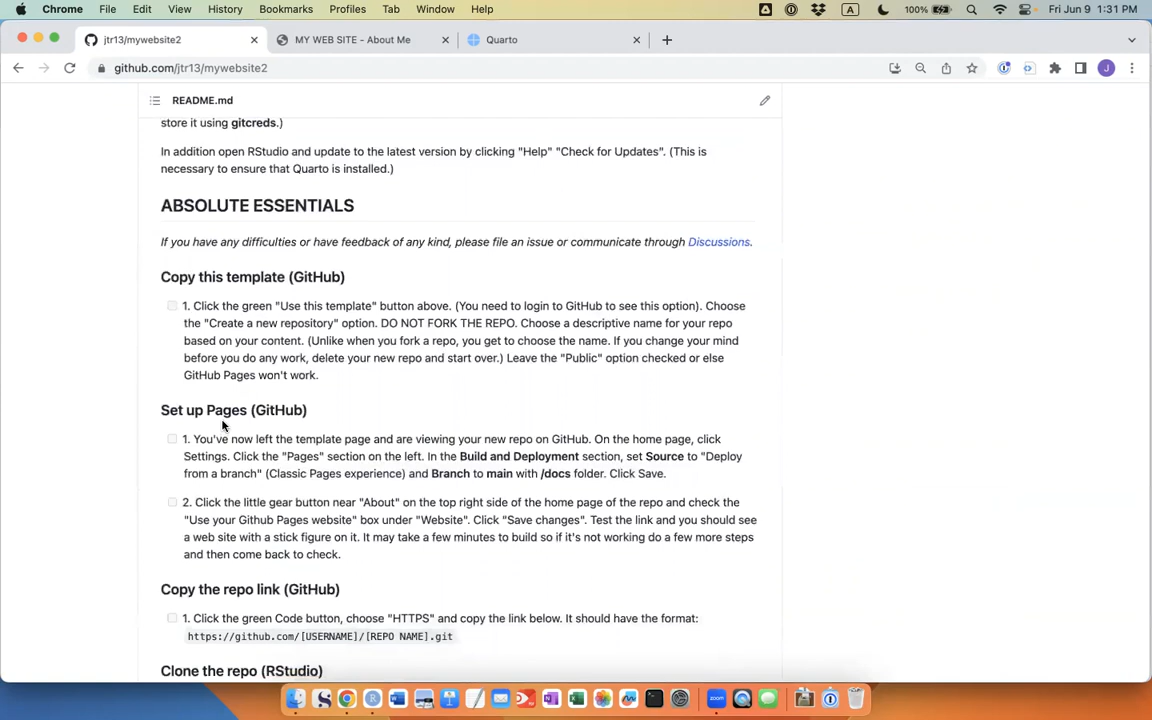 Chrome File Edit View History Bookmarks Profiles Tab Window Help A 100% Fri Jun 9 1:31 PM
jtr13/mywebsite2 MY WEB SITE - About Me Quarto
github.com/jtr13/mywebsite2 J
README.md
store it using gitcreds.)
In addition open RStudio and update to the latest version by clicking "Help" "Check for Updates". (This is
necessary to ensure that Quarto is installed.)
ABSOLUTE ESSENTIALS
If you have any difficulties or have feedback of any kind, please file an issue or communicate through Discussions.
Copy this template (GitHub)
1. Click the green "Use this template" button above. (You need to login to GitHub to see this option). Choose
the "Create a new repository" option. DO NOT FORK THE REPO. Choose a descriptive name for your repo
based on your content. (Unlike when you fork a repo, you get to choose the name. If you change your mind
before you do any work, delete your new repo and start over.) Leave the "Public" option checked or else
GitHub Pages won't work.
Set up Pages (GitHub)
1. You've now left the template page and are viewing your new repo on GitHub. On the home page, click
Settings. Click the "Pages" section on the left. In the Build and Deployment section, set Source to "Deploy
from a branch" (Classic Pages experience) and Branch to main with /docs folder. Click Save.
2. Click the little gear button near "About" on the top right side of the home page of the repo and check the
"Use your Github Pages website" box under "Website". Click "Save changes". Test the link and you should see
a web site with a stick figure on it. It may take a few minutes to build so if it's not working do a few more steps
and then come back to check.
Copy the repo link (GitHub)
1. Click the green Code button, choose "HTTPS" and copy the link below. It should have the format:
https://github.com/[USERNAME]/[REPO NAME].git
Clone the repo (RStudio)